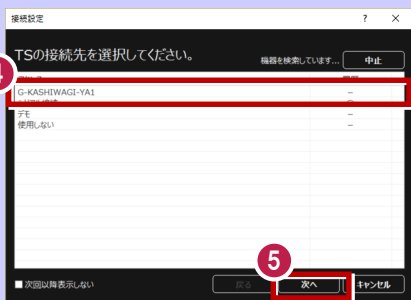 接続設定
? ×
TSの接続先を選択してください。
機器を検索しています...
中止
4
G-KASHIWAGI-YA1 －
デモ －
使用しない －
5
次回以降表示しない
戻る
次へ
キャンセル